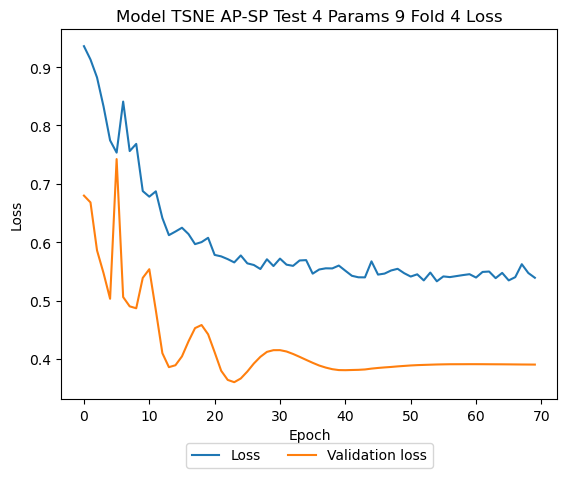 Model TSNE AP-SP Test 4 Params 9 Fold 4 Loss
0.9
0.8
0.7
0.6
0.5
0.4
Loss
0 10 20 30 40 50 60 70
Epoch
Loss Validation loss